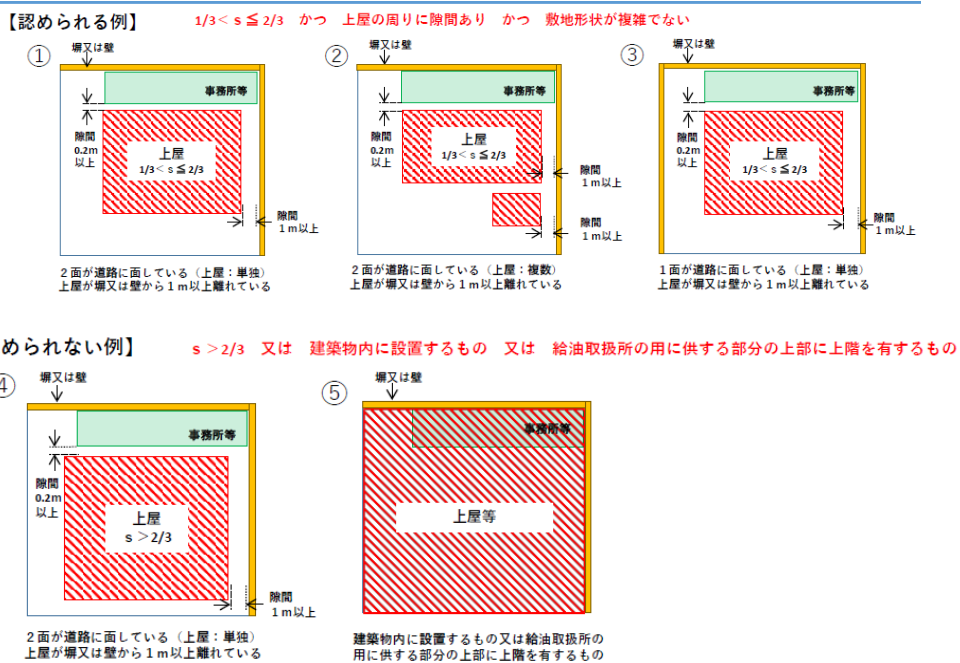 【認められる例】　1/3< s ≦ 2/3　かつ　上屋の周りに隙間あり　かつ　敷地形状が複雑でない
①
塀又は壁
事務所等
隙間
0.2m
以上
上屋
1/3< s ≦ 2/3
隙間
1m以上
2面が道路に面している（上屋：単独）
上屋が塀又は壁から1m以上離れている
②
塀又は壁
事務所等
隙間
0.2m
以上
上屋
1/3< s ≦ 2/3
隙間
1m以上
隙間
1m以上
2面が道路に面している（上屋：複数）
上屋が塀又は壁から1m以上離れている
③
塀又は壁
事務所等
隙間
0.2m
以上
上屋
1/3< s ≦ 2/3
隙間
1m以上
1面が道路に面している（上屋：単独）
上屋が塀又は壁から1m以上離れている
められない例】　s >2/3　又は　建築物内に設置するもの　又は　給油取扱所の用に供する部分の上部に上階を有するもの
④
塀又は壁
事務所等
隙間
0.2m
以上
上屋
s >2/3
隙間
1m以上
2面が道路に面している（上屋：単独）
上屋が塀又は壁から1m以上離れている
⑤
塀又は壁
事務所等
上屋等
建築物内に設置するもの又は給油取扱所の
用に供する部分の上部に上階を有するもの